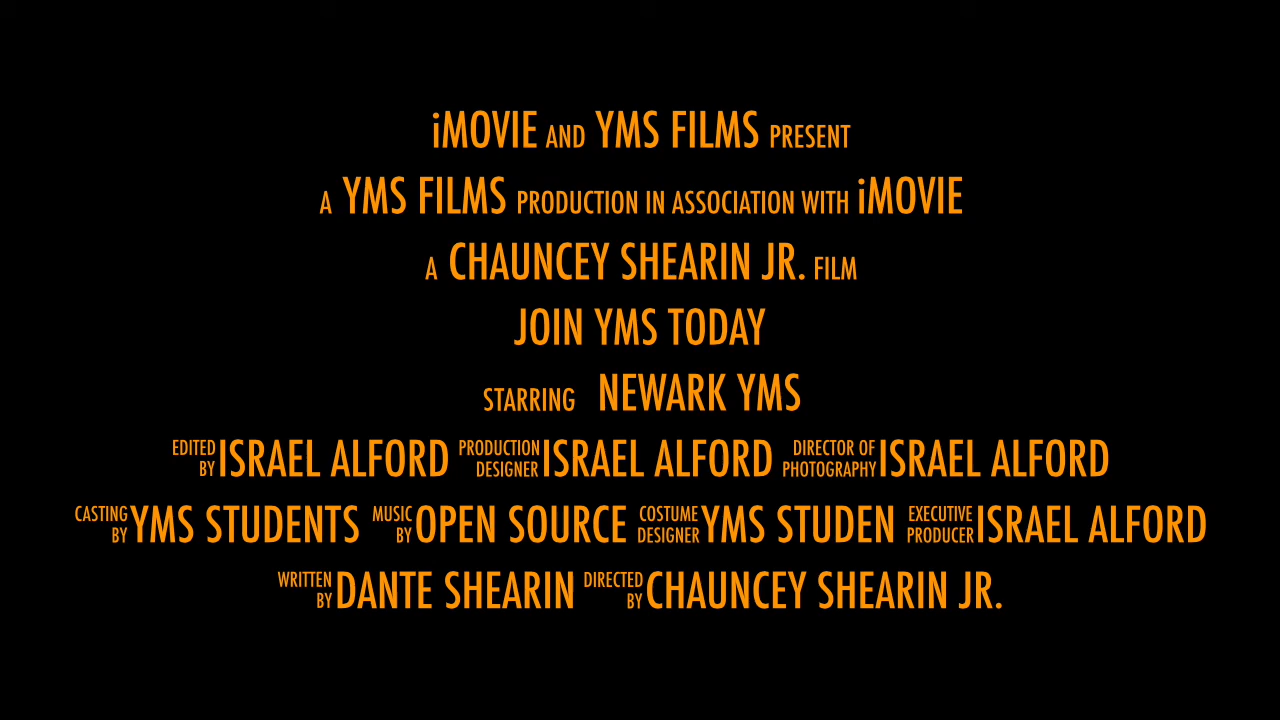 iMOVIE AND YMS FILMS PRESENT
A YMS FILMS PRODUCTION IN ASSOCIATION WITH iMOVIE
A CHAUNCEY SHEARIN JR. FILM
JOIN YMS TODAY
STARRING NEWARK YMS
EDITED BY ISRAEL ALFORD PRODUCTION DESIGNER ISRAEL ALFORD DIRECTOR OF PHOTOGRAPHY ISRAEL ALFORD
CASTING BY YMS STUDENTS MUSIC BY OPEN SOURCE COSTUME DESIGNER YMS STUDEN EXECUTIVE PRODUCER ISRAEL ALFORD
WRITTEN BY DANTE SHEARIN DIRECTED BY CHAUNCEY SHEARIN JR.